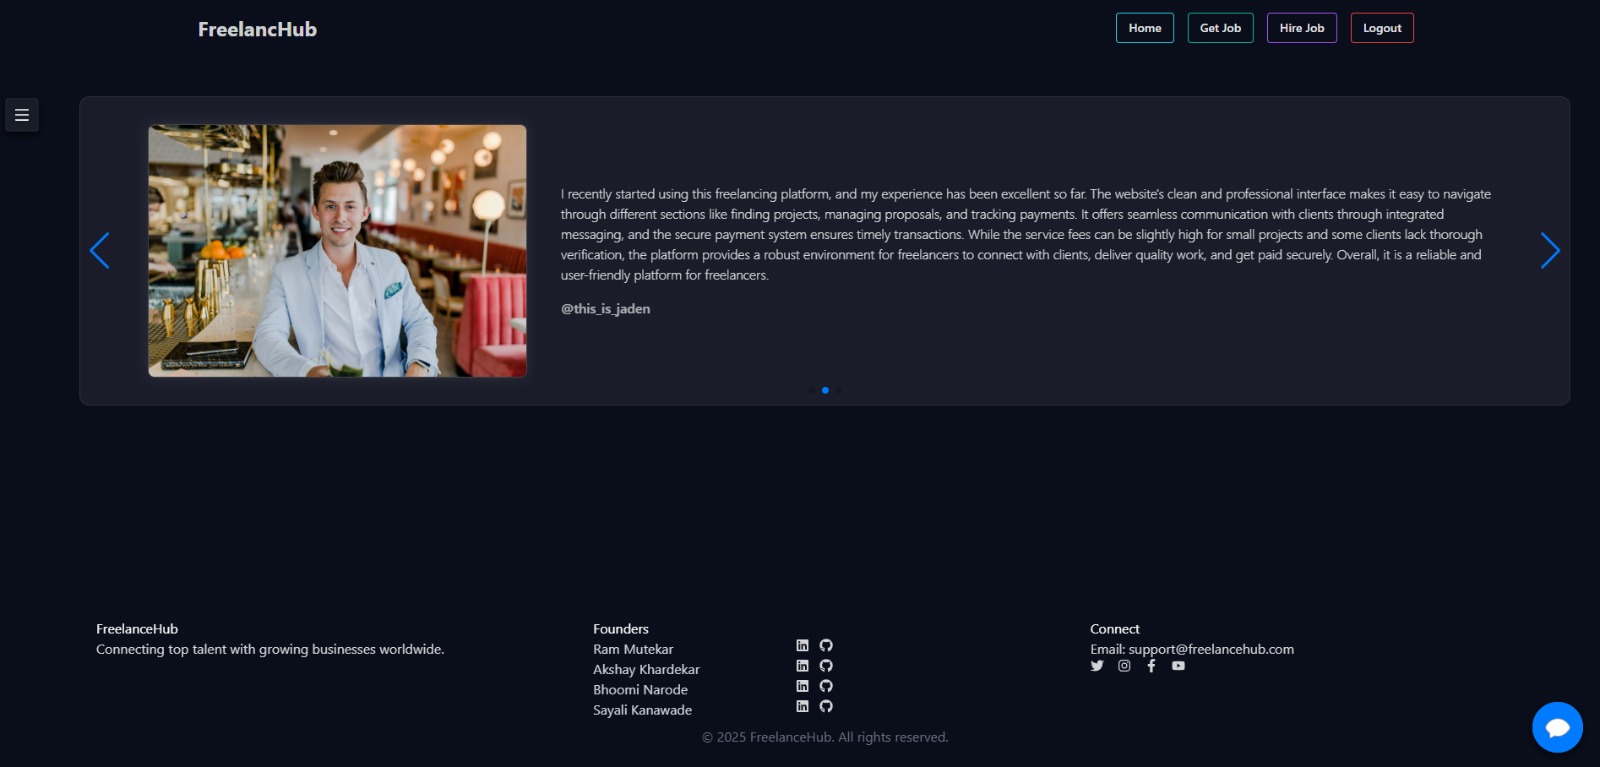 FreelancHub
Home
Get Job
Hire Job
Logout
I recently started using this freelancing platform, and my experience has been excellent so far. The website's clean and professional interface makes it easy to navigate
through different sections like finding projects, managing proposals, and tracking payments. It offers seamless communication with clients through integrated
messaging, and the secure payment system ensures timely transactions. While the service fees can be slightly high for small projects and some clients lack thorough
verification, the platform provides a robust environment for freelancers to connect with clients, deliver quality work, and get paid securely. Overall, it is a reliable and
user-friendly platform for freelancers.
@this_is_jaden
FreelanceHub
Connecting top talent with growing businesses worldwide.
Founders
Ram Mutekar
Akshay Khardekar
Bhoomi Narode
Sayali Kanawade
Connect
Email: support@freelancehub.com
© 2025 FreelanceHub. All rights reserved.